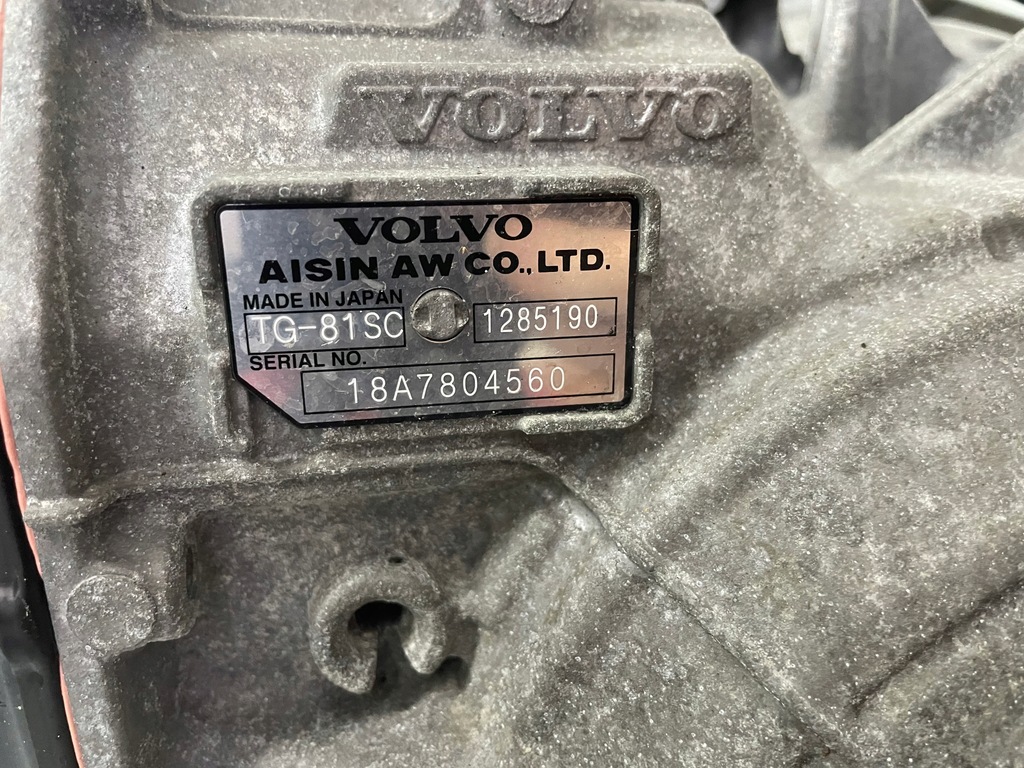 VOLVO
VOLVO
AISIN AW CO., LTD.
MADE IN JAPAN
TG-81SC 1285190
SERIAL NO.
18A7804560